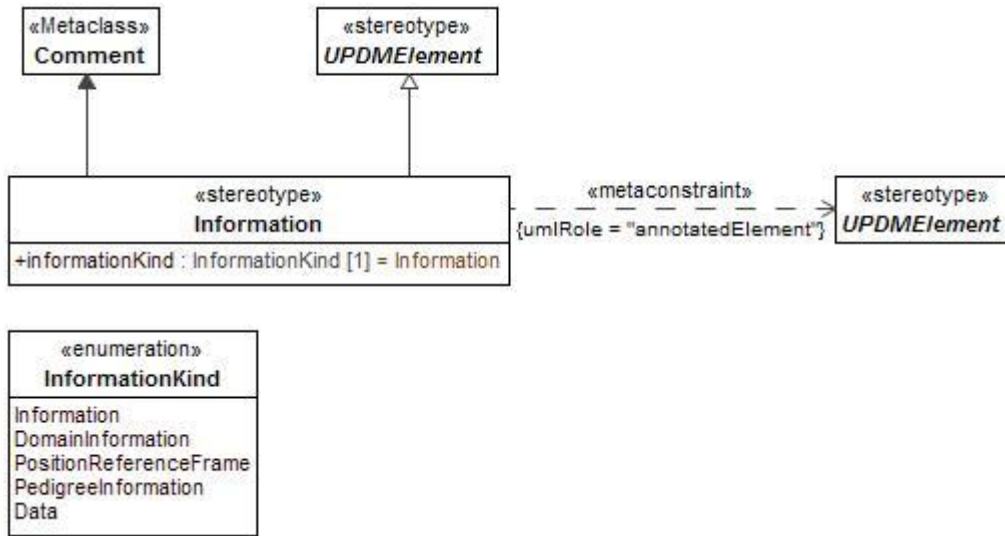 «Metaclass»
Comment
«stereotype»
UPDMElement
«stereotype»
Information
+informationKind : InformationKind [1] = Information
«metaconstraint»
{umlRole = "annotatedElement"}
«stereotype»
UPDMElement
«enumeration»
InformationKind
Information
DomainInformation
PositionReferenceFrame
PedigreeInformation
Data